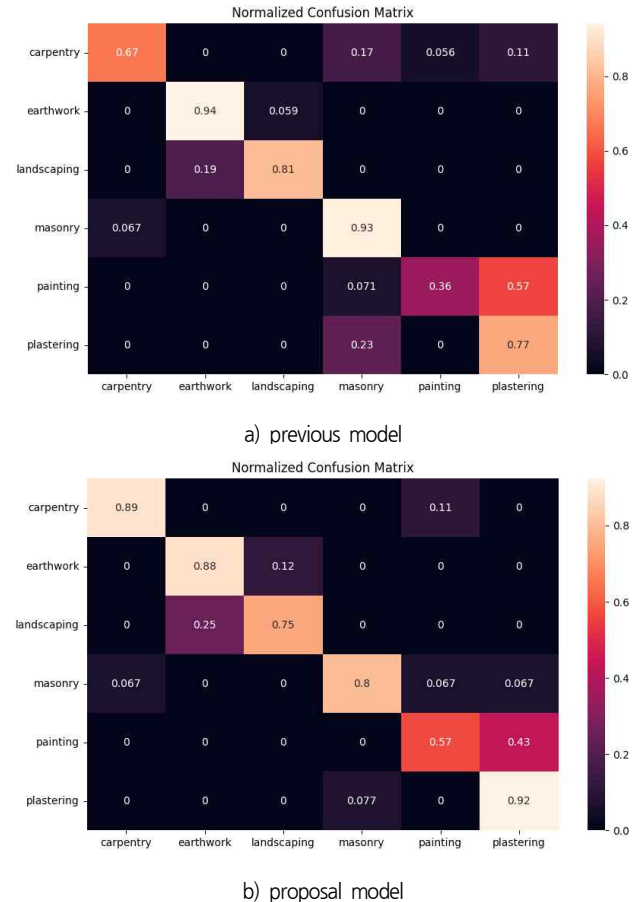 Normalized Confusion Matrix
carpentry 0.67 0 0 0.17 0.056 0.11
earthwork 0 0.94 0.059 0 0 0
landscaping 0 0.19 0.81 0 0 0
masonry 0.067 0 0 0.93 0 0
painting 0 0 0 0.071 0.36 0.57
plastering 0 0 0 0.23 0 0.77
carpentry earthwork landscaping masonry painting plastering
0.8
0.6
0.4
0.2
0.0
a) previous model
Normalized Confusion Matrix
carpentry 0.89 0 0 0 0.11 0
earthwork 0 0.88 0.12 0 0 0
landscaping 0 0.25 0.75 0 0 0
masonry 0.067 0 0 0.8 0.067 0.067
painting 0 0 0 0 0.57 0.43
plastering 0 0 0 0.077 0 0.92
carpentry earthwork landscaping masonry painting plastering
0.8
0.6
0.4
0.2
0.0
b) proposal model